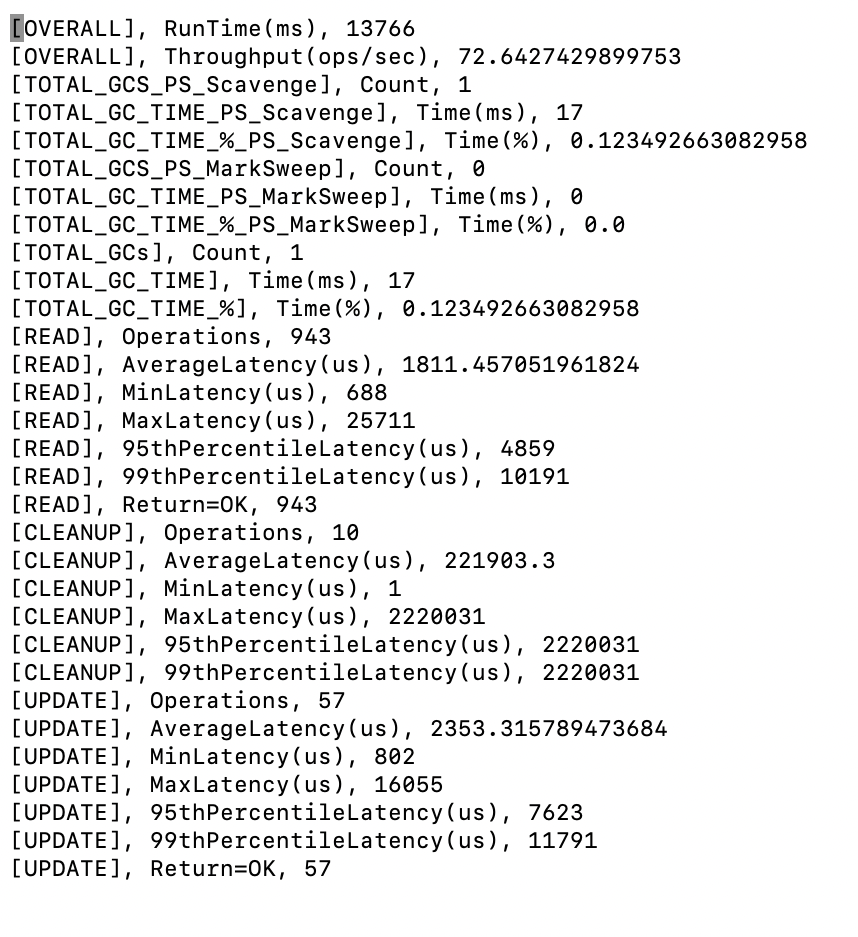 [OVERALL], RunTime(ms), 13766
[OVERALL], Throughput(ops/sec), 72.6427429899753
[TOTAL_GCS_PS_Scavenge], Count, 1
[TOTAL_GC_TIME_PS_Scavenge], Time(ms), 17
[TOTAL_GC_TIME_%_PS_Scavenge], Time(%), 0.123492663082958
[TOTAL_GCS_PS_MarkSweep], Count, 0
[TOTAL_GC_TIME_PS_MarkSweep], Time(ms), 0
[TOTAL_GC_TIME_%_PS_MarkSweep], Time(%), 0.0
[TOTAL_GCs], Count, 1
[TOTAL_GC_TIME], Time(ms), 17
[TOTAL_GC_TIME_%], Time(%), 0.123492663082958
[READ], Operations, 943
[READ], AverageLatency(us), 1811.457051961824
[READ], MinLatency(us), 688
[READ], MaxLatency(us), 25711
[READ], 95thPercentileLatency(us), 4859
[READ], 99thPercentileLatency(us), 10191
[READ], Return=OK, 943
[CLEANUP], Operations, 10
[CLEANUP], AverageLatency(us), 221903.3
[CLEANUP], MinLatency(us), 1
[CLEANUP], MaxLatency(us), 2220031
[CLEANUP], 95thPercentileLatency(us), 2220031
[CLEANUP], 99thPercentileLatency(us), 2220031
[UPDATE], Operations, 57
[UPDATE], AverageLatency(us), 2353.315789473684
[UPDATE], MinLatency(us), 802
[UPDATE], MaxLatency(us), 16055
[UPDATE], 95thPercentileLatency(us), 7623
[UPDATE], 99thPercentileLatency(us), 11791
[UPDATE], Return=OK, 57